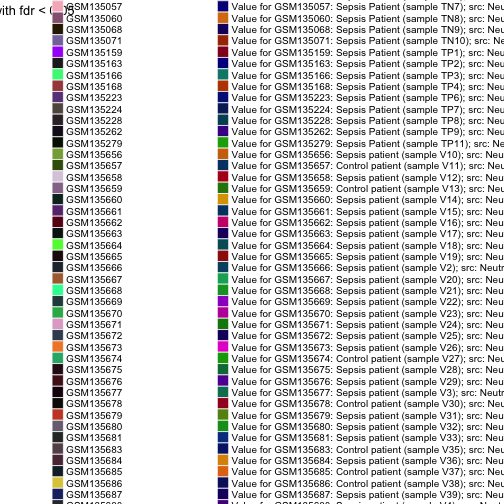 with fdr <
GSM135057 Value for GSM135057: Sepsis Patient (sample TN7); src: Neu
GSM135060 Value for GSM135060: Sepsis Patient (sample TN8); src: Neu
GSM135068 Value for GSM135068: Sepsis Patient (sample TN9); src: Neu
GSM135071 Value for GSM135071: Sepsis Patient (sample TN10); src: Ne
GSM135159 Value for GSM135159: Sepsis Patient (sample TP1); src: Neu
GSM135163 Value for GSM135163: Sepsis Patient (sample TP2); src: Neu
GSM135166 Value for GSM135166: Sepsis Patient (sample TP3); src: Neu
GSM135168 Value for GSM135168: Sepsis Patient (sample TP4); src: Neu
GSM135223 Value for GSM135223: Sepsis Patient (sample TP6); src: Neu
GSM135224 Value for GSM135224: Sepsis Patient (sample TP7); src: Neu
GSM135228 Value for GSM135228: Sepsis Patient (sample TP8); src: Neu
GSM135262 Value for GSM135262: Sepsis Patient (sample TP9); src: Neu
GSM135279 Value for GSM135279: Sepsis Patient (sample TP11); src: Ne
GSM135656 Value for GSM135656: Sepsis patient (sample V10); src: Neu
GSM135657 Value for GSM135657: Control patient (sample V11); src: Neu
GSM135658 Value for GSM135658: Sepsis patient (sample V12); src: Neu
GSM135659 Value for GSM135659: Control patient (sample V13); src: Neu
GSM135660 Value for GSM135660: Sepsis patient (sample V14); src: Neu
GSM135661 Value for GSM135661: Sepsis patient (sample V15); src: Neu
GSM135662 Value for GSM135662: Sepsis patient (sample V16); src: Neu
GSM135663 Value for GSM135663: Sepsis patient (sample V17); src: Neu
GSM135664 Value for GSM135664: Sepsis patient (sample V18); src: Neu
GSM135665 Value for GSM135665: Sepsis patient (sample V19); src: Neu
GSM135666 Value for GSM135666: Sepsis patient (sample V2); src: Neutr
GSM135667 Value for GSM135667: Sepsis patient (sample V20); src: Neu
GSM135668 Value for GSM135668: Sepsis patient (sample V21); src: Neu
GSM135669 Value for GSM135669: Sepsis patient (sample V22); src: Neu
GSM135670 Value for GSM135670: Sepsis patient (sample V23); src: Neu
GSM135671 Value for GSM135671: Sepsis patient (sample V24); src: Neu
GSM135672 Value for GSM135672: Sepsis patient (sample V25); src: Neu
GSM135673 Value for GSM135673: Sepsis patient (sample V26); src: Neu
GSM135674 Value for GSM135674: Control patient (sample V27); src: Neu
GSM135675 Value for GSM135675: Sepsis patient (sample V28); src: Neu
GSM135676 Value for GSM135676: Sepsis patient (sample V29); src: Neu
GSM135677 Value for GSM135677: Sepsis patient (sample V3); src: Neutr
GSM135678 Value for GSM135678: Control patient (sample V30); src: Neu
GSM135679 Value for GSM135679: Sepsis patient (sample V31); src: Neu
GSM135680 Value for GSM135680: Sepsis patient (sample V32); src: Neu
GSM135681 Value for GSM135681: Sepsis patient (sample V33); src: Neu
GSM135683 Value for GSM135683: Control patient (sample V35); src: Neu
GSM135684 Value for GSM135684: Sepsis patient (sample V36); src: Neu
GSM135685 Value for GSM135685: Control patient (sample V37); src: Neu
GSM135686 Value for GSM135686: Control patient (sample V38); src: Neu
GSM135687 Value for GSM135687: Sepsis patient (sample V39); src: Neu